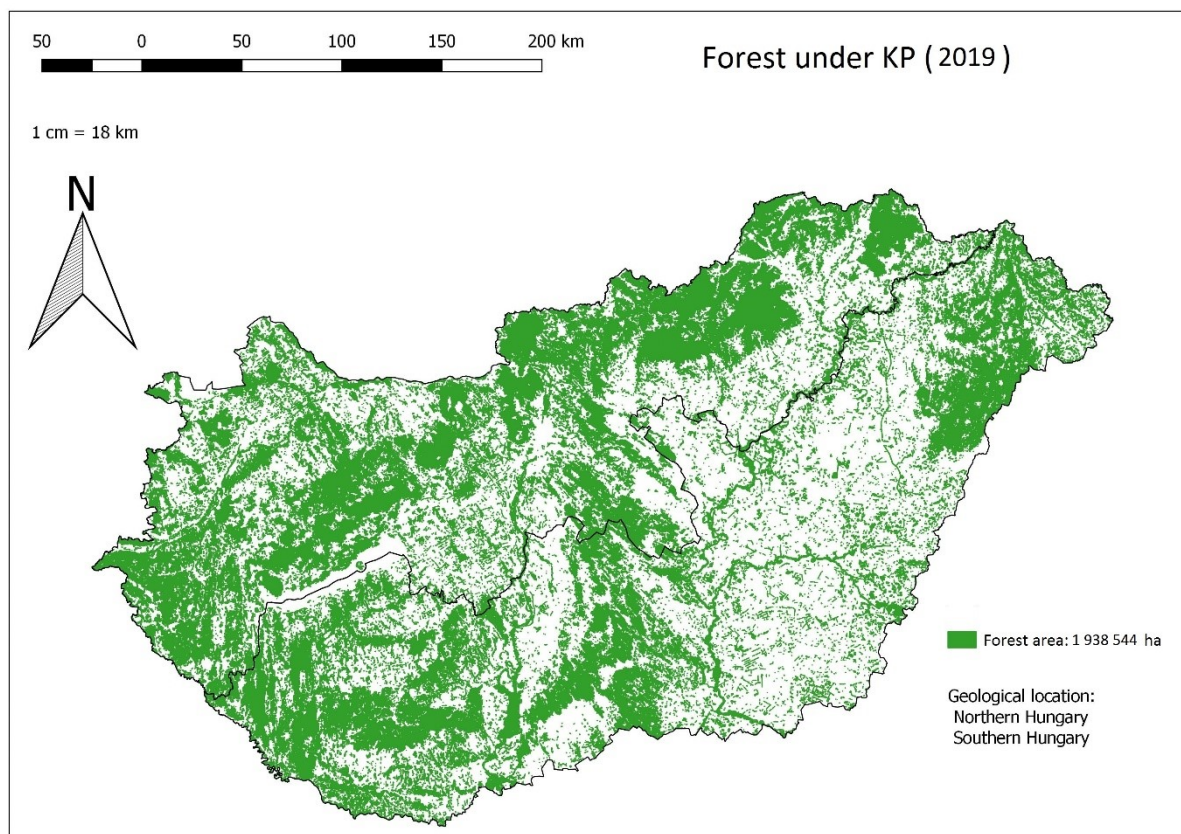 50 0 50 100 150 200 km
Forest under KP ( 2019 )
1 cm = 18 km
N
Forest area: 1 938 544 ha
Geological location:
Northern Hungary
Southern Hungary